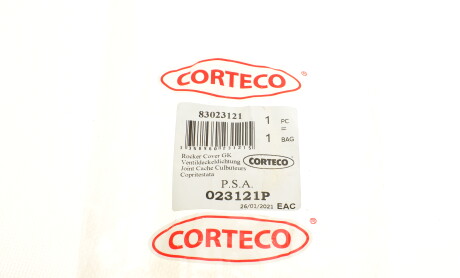 CORTECO®
83023121
1 PC
=
1 BAG
Rocker Cover GK
Ventildeckeldichtung
Joint Cache Culbuteurs
Copritestata
CORTECO
P.S.A.
023121P
26/01/2021 EAC
CORTECO®